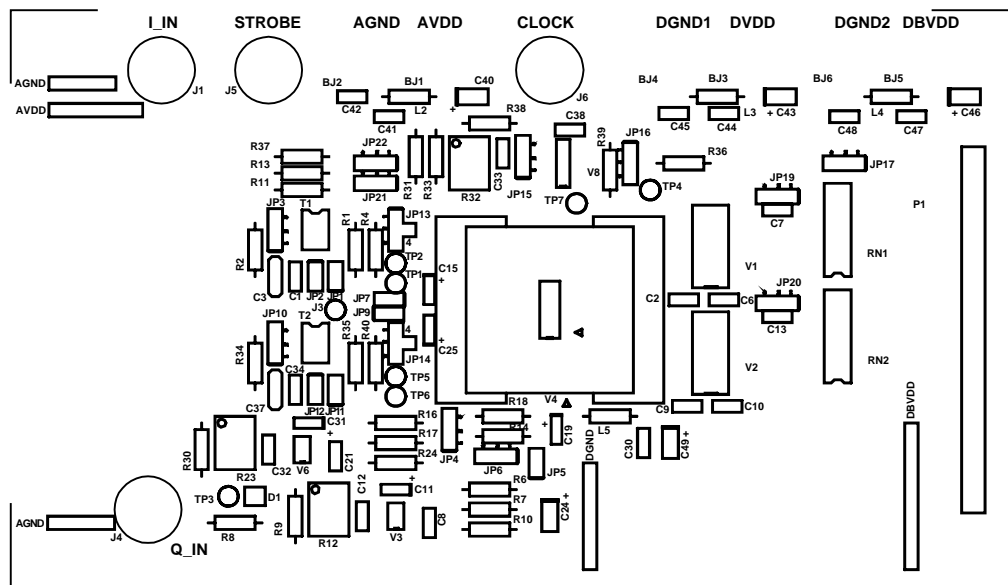 I_IN STROBE AGND AVDD CLOCK DGND1 DVDD DGND2 DBVDD
AGND
AVDD
J1
J5
J6
BJ2
BJ1
C40
BJ4
BJ3
BJ6
BJ5
C42
L2
+
C41
R38
C38
C45
C44
L3
+ C43
C48
L4
C47
+ C46
R37
R13
R11
JP22
JP21
R31
R33
R32
C33
JP15
R39
V8
JP16
R36
TP4
TP7
JP19
C7
JP17
P1
JP3
T1
R2
R1
R4
JP13
4
TP2
TP1
C15
+
C3
C1
JP2
JP1
J3
JP7
JP9
C2
V1
C6
JP20
C13
RN1
JP10
T2
R34
R35
R40
4
JP14
C25
+
TP5
TP6
V2
RN2
C37
C34
JP12
JP11
C31
R16
R17
R24
JP4
R18
R14
JP6
V4
C19
+
L5
C9
C10
C30
C49
+
DGND
DBVDD
R30
R23
C32
V6
+
C21
JP5
TP3
D1
R9
R12
C12
C11
+
V3
C8
R6
R7
R10
C24
+
AGND
J4
R8
Q_IN